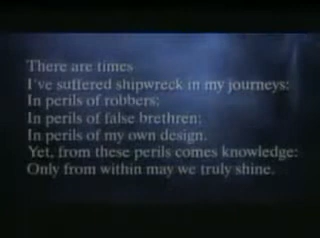 There are times
I've suffered shipwreck in my journeys:
In perils of robbers;
In perils of false brethren;
In perils of my own design.
Yet, from these perils comes knowledge:
Only from within may we truly shine.